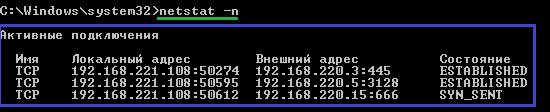 C:\Windows\system32>netstat -n
Активные подключения
Имя Локальный адрес Внешний адрес Состояние
TCP 192.168.221.108:50274 192.168.220.3:445 ESTABLISHED
TCP 192.168.221.108:50595 192.168.220.5:3128 ESTABLISHED
TCP 192.168.221.108:50612 192.168.220.15:666 SYN_SENT